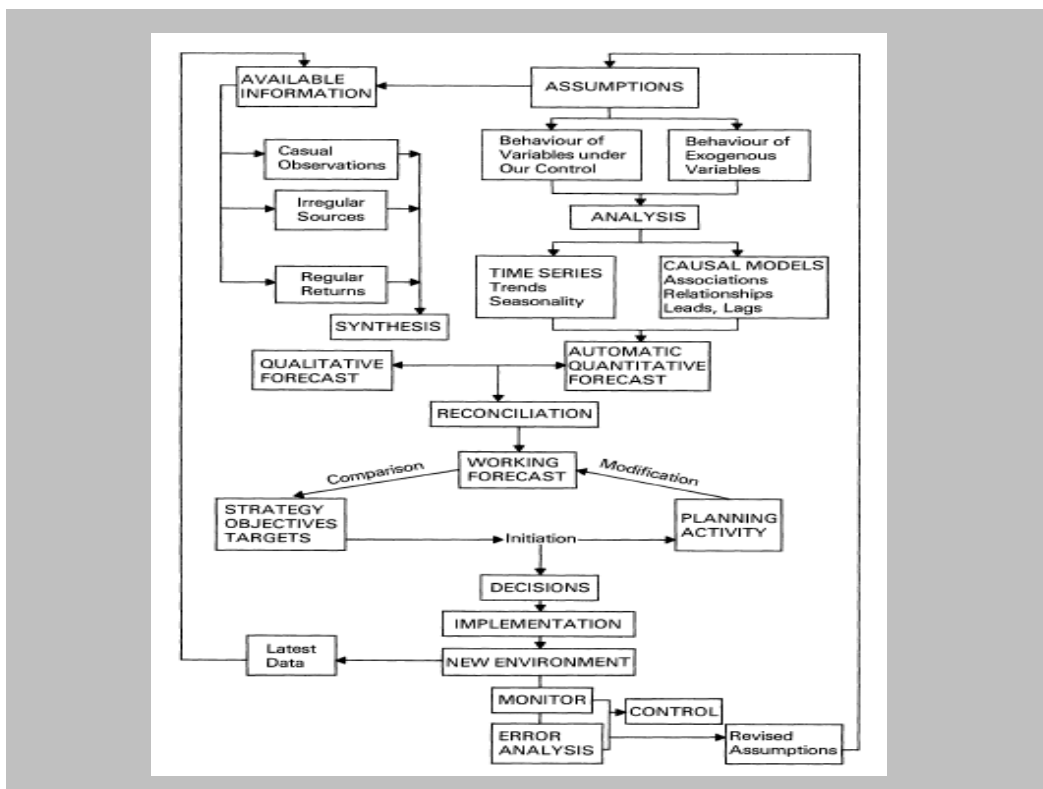 AVAILABLE
INFORMATION
ASSUMPTIONS
Casual
Observations
Behaviour of
Variables under
Our Control
Behaviour of
Exogenous
Variables
Irregular
Sources
ANALYSIS
Regular
Returns
TIME SERIES
Trends
Seasonality
CAUSAL MODELS
Associations
Relationships
Leads, Lags
SYNTHESIS
QUALITATIVE
FORECAST
AUTOMATIC
QUANTITATIVE
FORECAST
RECONCILIATION
WORKING
FORECAST
Comparison
Modification
STRATEGY
OBJECTIVES
TARGETS
PLANNING
ACTIVITY
Initiation
DECISIONS
IMPLEMENTATION
Latest
Data
NEW ENVIRONMENT
MONITOR
CONTROL
ERROR
ANALYSIS
Revised
Assumptions